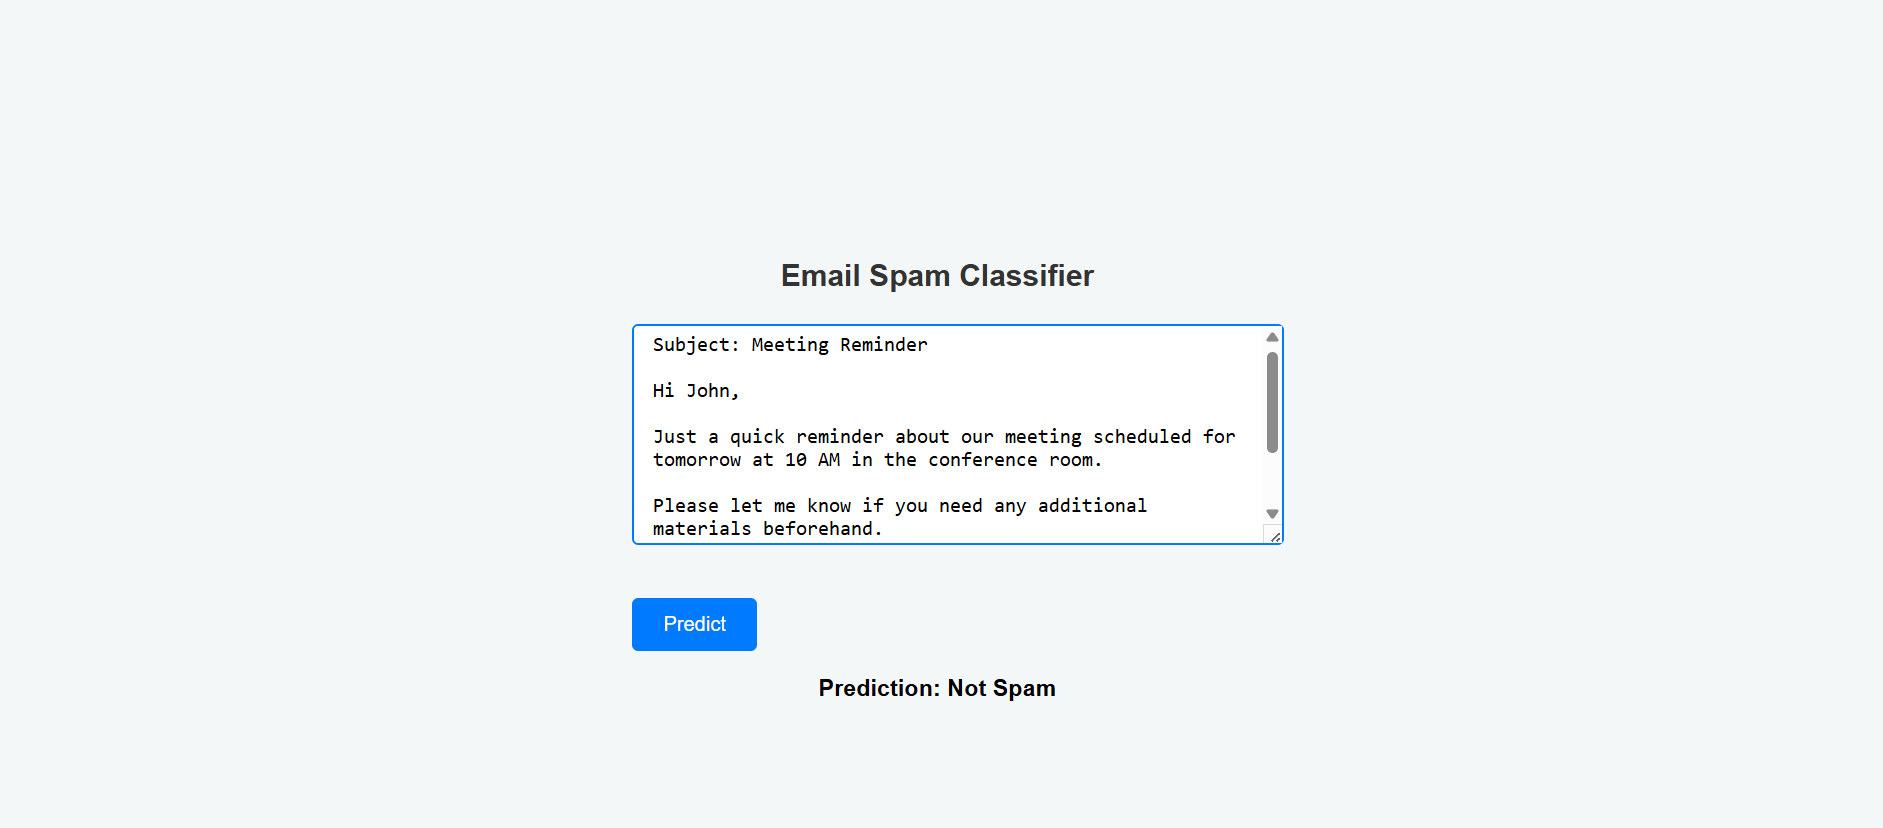 Email Spam Classifier
Subject: Meeting Reminder
Hi John,
Just a quick reminder about our meeting scheduled for
tomorrow at 10 AM in the conference room.
Please let me know if you need any additional
materials beforehand.
Predict
Prediction: Not Spam